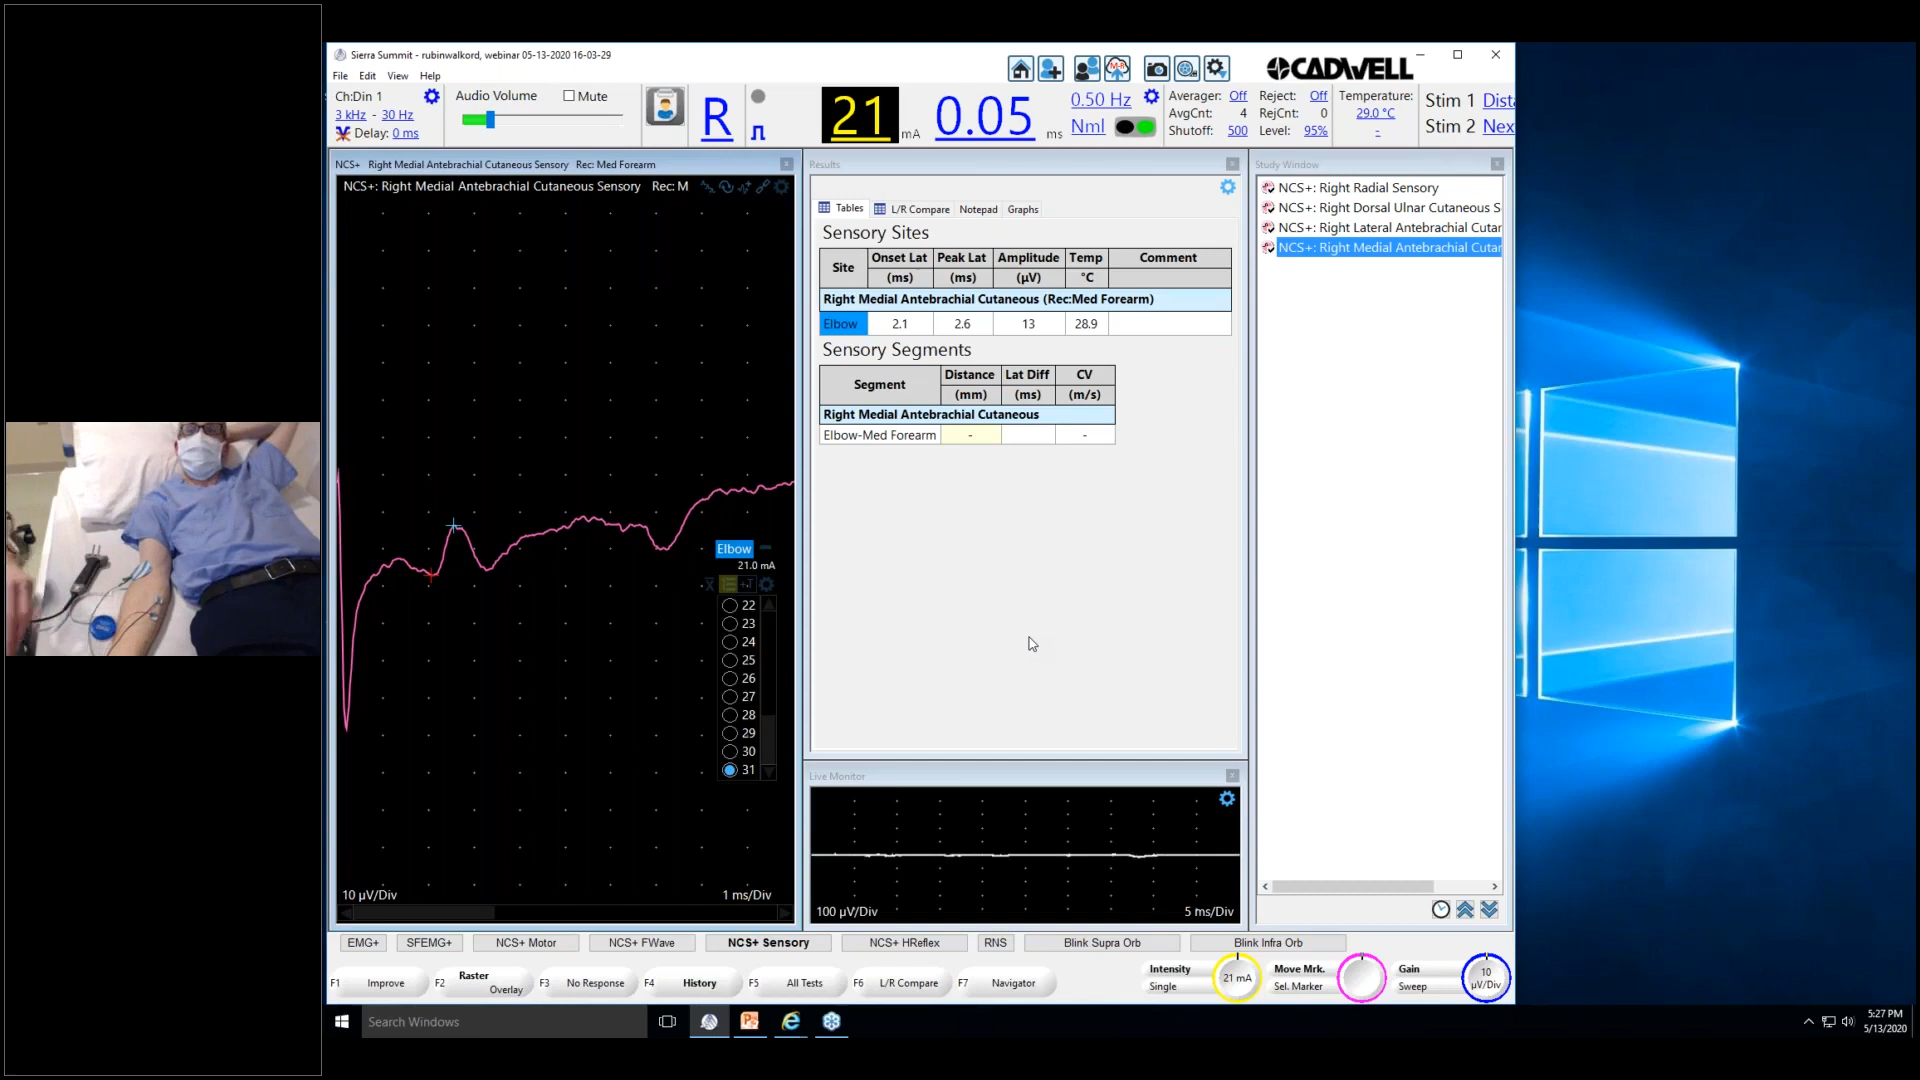 Sierra Summit - rubinwalkord, webinar 05-13-2020 16-03-29
File Edit View Help
CADWELL
Ch:Din 1
3 kHz - 30 Hz
Delay: 0 ms
Audio Volume
Mute
R
21 mA
0.05 ms
0.50 Hz
Nml
Averager: Off
AvgCnt: 4
Shutoff: 500
Reject: Off
RejCnt: 0
Level: 95%
Temperature:
29.0 °C
-
Stim 1 Dista
Stim 2 Nex
NCS+ Right Medial Antebrachial Cutaneous Sensory Rec: Med Forearm
NCS+: Right Medial Antebrachial Cutaneous Sensory Rec: M
Elbow
21.0 mA
22
23
24
25
26
27
28
29
30
31
10 µV/Div
1 ms/Div
Results
Tables L/R Compare Notepad Graphs
Sensory Sites
Site Onset Lat Peak Lat Amplitude Temp Comment
(ms) (ms) (µV) °C
Right Medial Antebrachial Cutaneous (Rec:Med Forearm)
Elbow 2.1 2.6 13 28.9
Sensory Segments
Segment Distance Lat Diff CV
(mm) (ms) (m/s)
Right Medial Antebrachial Cutaneous
Elbow-Med Forearm - -
Live Monitor
100 µV/Div
5 ms/Div
Study Window
NCS+: Right Radial Sensory
NCS+: Right Dorsal Ulnar Cutaneous S
NCS+: Right Lateral Antebrachial Cutar
NCS+: Right Medial Antebrachial Cutar
EMG+ SFEMG+ NCS+ Motor NCS+ FWave NCS+ Sensory NCS+ HReflex RNS Blink Supra Orb Blink Infra Orb
F1 Improve
F2 Raster
Overlay
F3 No Response
F4 History
F5 All Tests
F6 L/R Compare
F7 Navigator
Intensity
Single
21 mA
Move Mrk.
Sel. Marker
Gain
Sweep
10
µV/Div
Search Windows
5:27 PM
5/13/2020